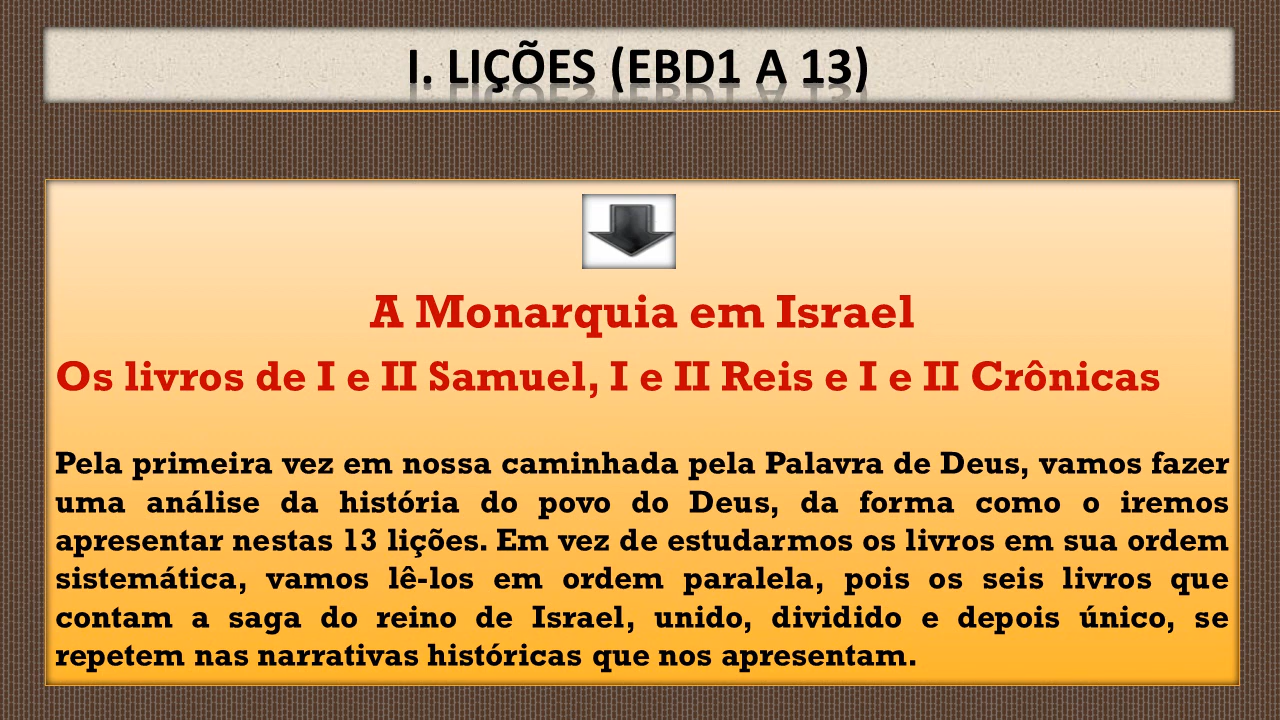 I. LIÇÕES (EBD1 A 13)
A Monarquia em Israel
Os livros de I e II Samuel, I e II Reis e I e II Crônicas
Pela primeira vez em nossa caminhada pela Palavra de Deus, vamos fazer
uma análise da história do povo do Deus, da forma como o iremos
apresentar nestas 13 lições. Em vez de estudarmos os livros em sua ordem
sistemática, vamos lê-los em ordem paralela, pois os seis livros que
contam a saga do reino de Israel, unido, dividido e depois único, se
repetem nas narrativas históricas que nos apresentam.